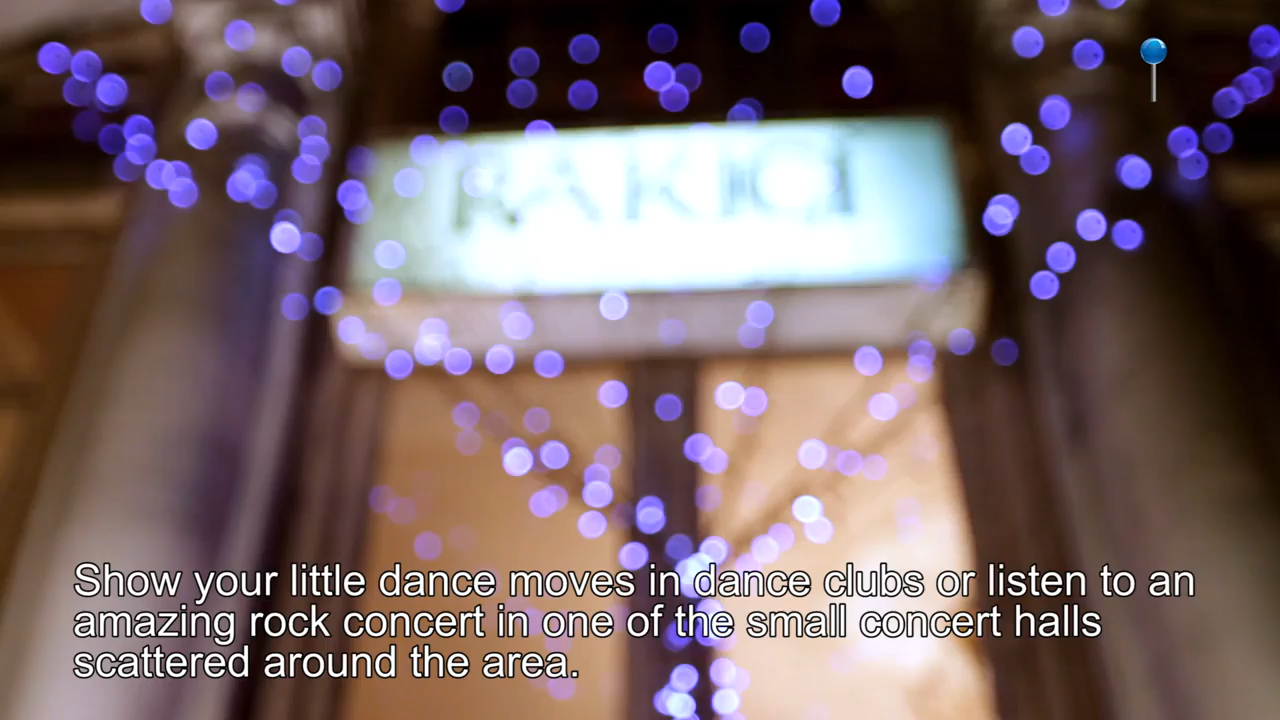 Show your little dance moves in dance clubs or listen to an
amazing rock concert in one of the small concert halls
scattered around the area.